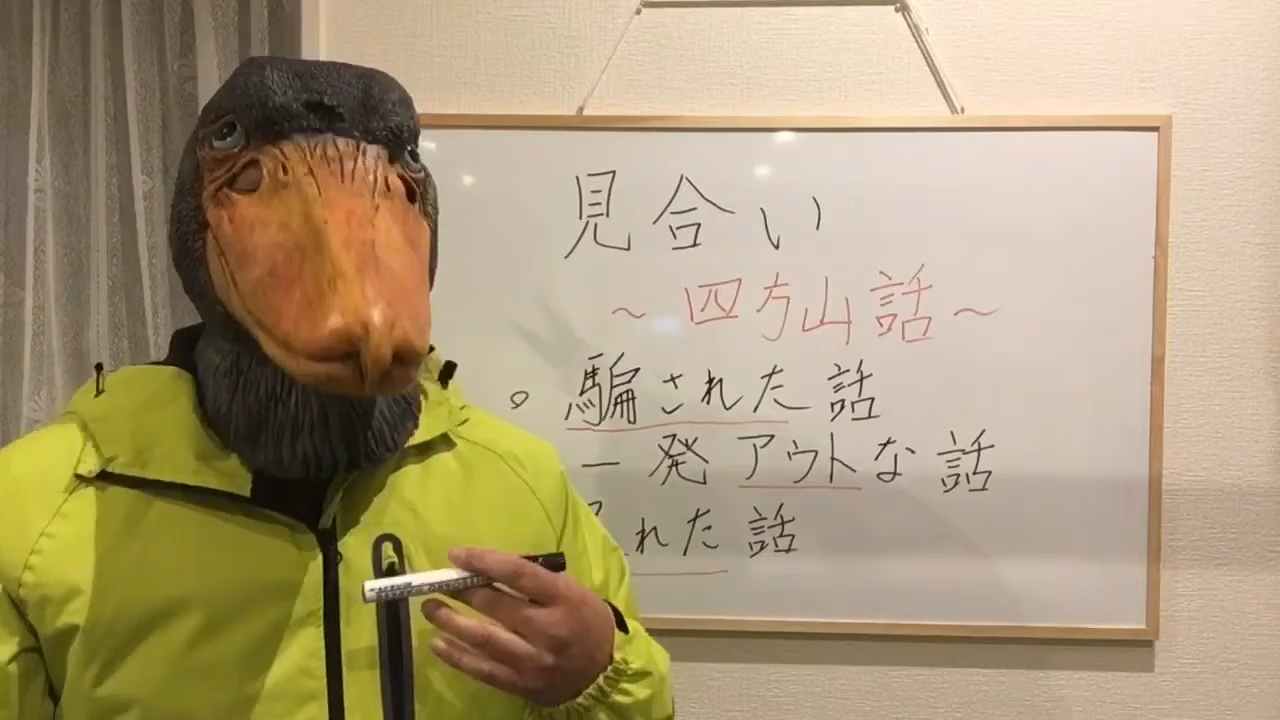 見合い
～四方山話～
。騙された話
一発アウトな話
れた話